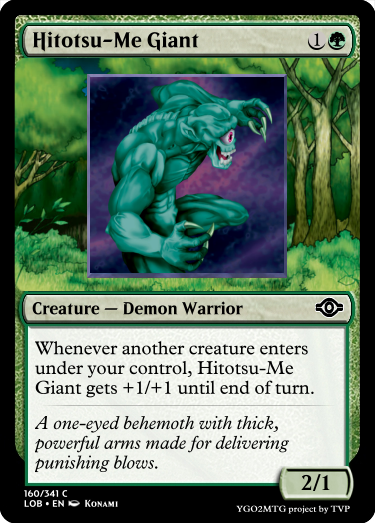 Hitotsu-Me Giant 1
Creature — Demon Warrior
Whenever another creature enters
under your control, Hitotsu-Me
Giant gets +1/+1 until end of turn.
A one-eyed behemoth with thick,
powerful arms made for delivering
punishing blows.
2/1
160/341 C
LOB • EN Konami
YGO2MTG project by TVP